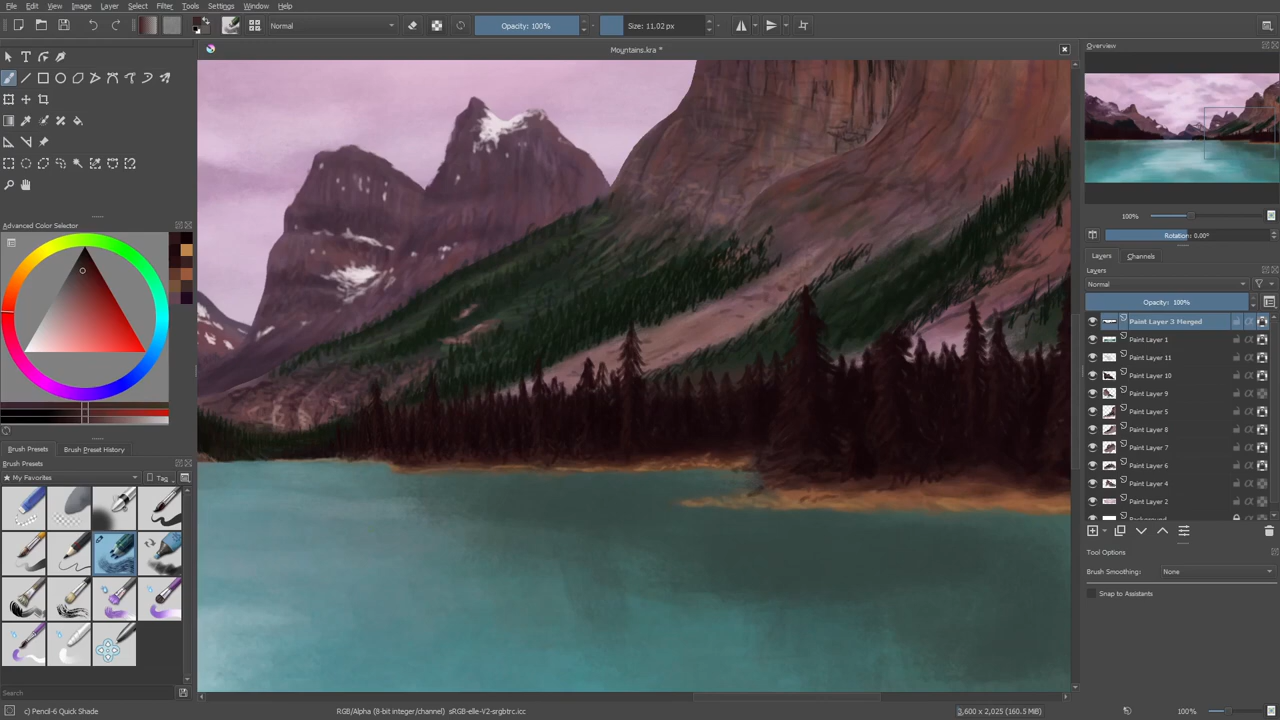 File Edit View Image Layer Select Filter Tools Settings Window Help
Normal
Opacity: 100%
Size: 11.02 px
Mountains.kra *
Overview
100%
Rotation: 0.00°
Layers Channels
Layers
Normal
Opacity: 100%
Paint Layer 3 Merged
Paint Layer 1
Paint Layer 11
Paint Layer 10
Paint Layer 9
Paint Layer 5
Paint Layer 8
Paint Layer 7
Paint Layer 6
Paint Layer 4
Paint Layer 2
Background
Tool Options
Brush Smoothing: None
Snap to Assistants
Advanced Color Selector
Brush Presets Brush Preset History
Brush Presets
My Favorites
Tag
Search
c) Pencil-6 Quick Shade
RGB/Alpha (8-bit integer/channel) sRGB-elle-V2-srgbtrc.icc
3,600 x 2,025 (160.5 MiB)
100%